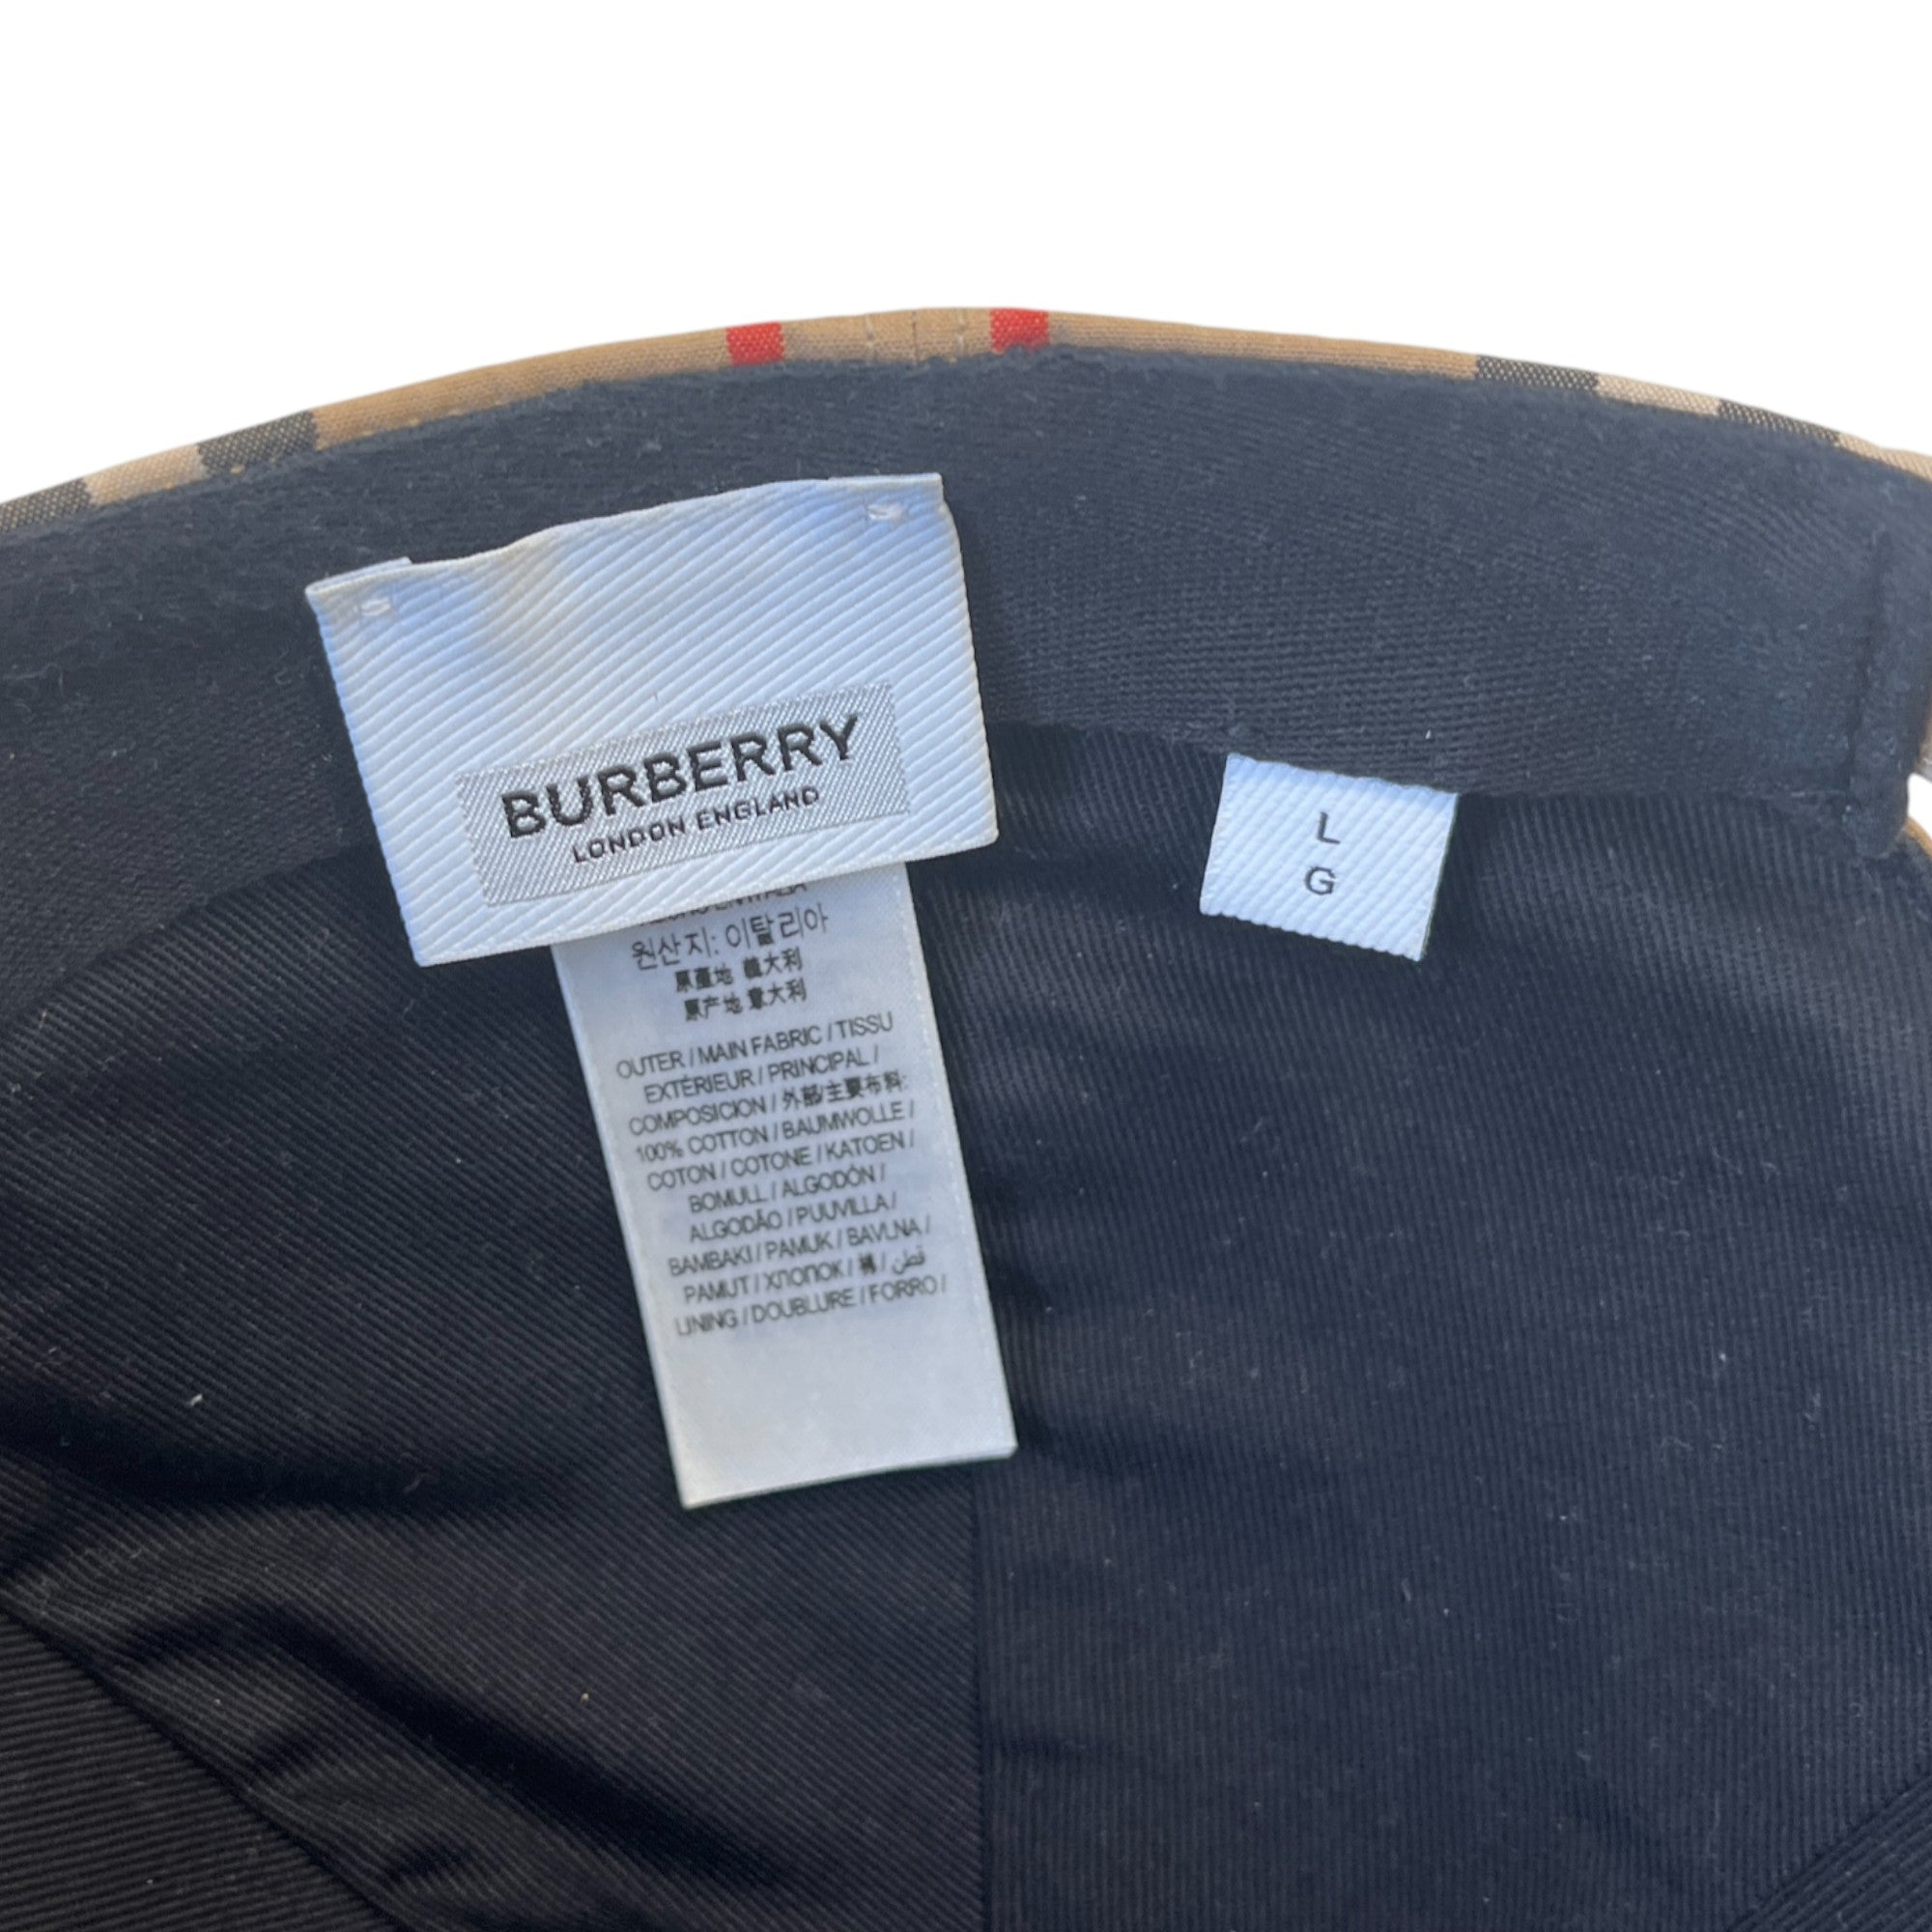 BURBERRY
LONDON ENGLAND
L
G
원산지: 이탈리아
原產地 義大利
原产地 意大利
OUTER / MAIN FABRIC / TISSU
EXTÉRIEUR / PRINCIPAL /
COMPOSICION / 外部/主要布料:
100% COTTON / BAUMWOLLE /
COTON / COTONE / KATOEN /
BOMULL / ALGODÓN /
ALGODÃO / PUUVILLA /
BAMBAKI / PAMUK / BAVLNA /
PAMUT / ХЛОПОК / 棉 / قطن
LINING / DOUBLURE / FORRO /